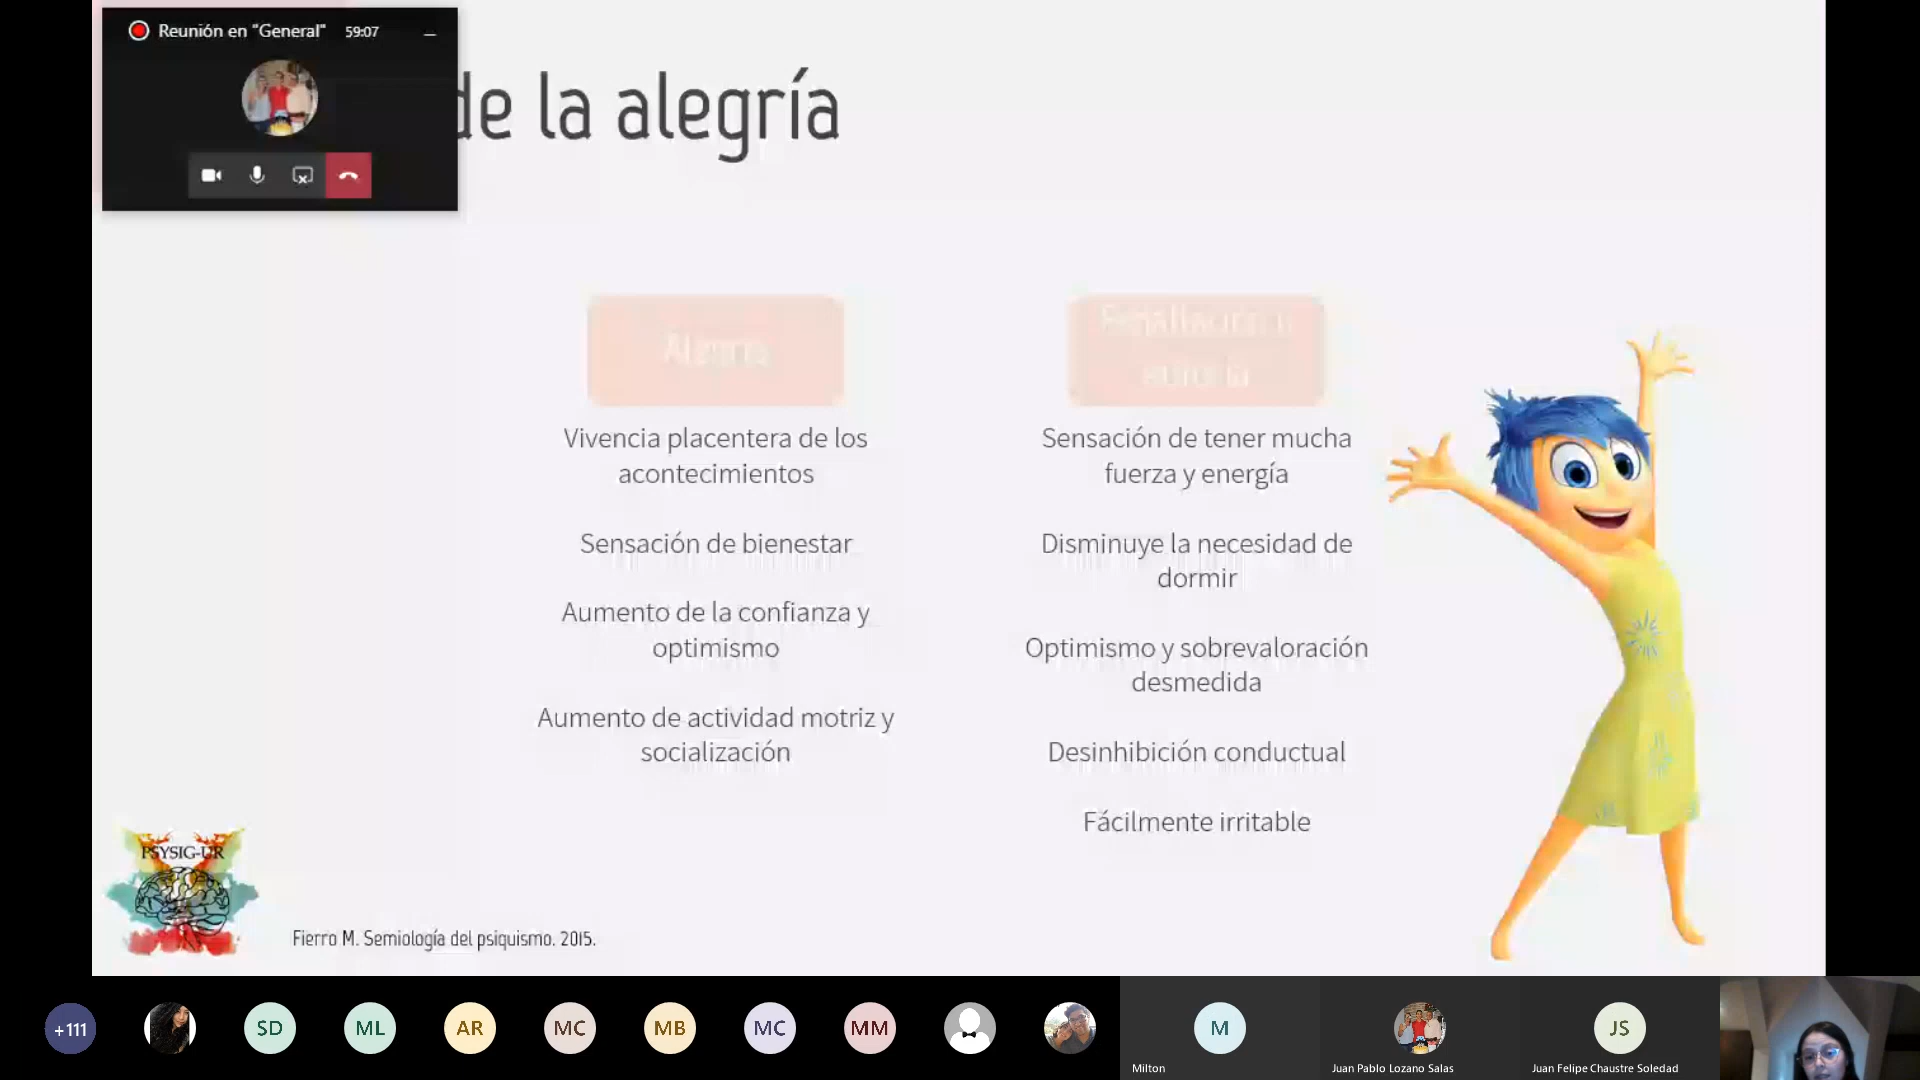 Reunión en "General" 59:07
de la alegría
Alegría
Vivencia placentera de los
acontecimientos
Sensación de bienestar
Aumento de la confianza y
optimismo
Aumento de actividad motriz y
socialización
Sensación de tener mucha
fuerza y energía
Disminuye la necesidad de
dormir
Optimismo y sobrevaloración
desmedida
Desinhibición conductual
Fácilmente irritable
PSYSIG-UR
Fierro M. Semiología del psiquismo. 2015.
+111
SD
ML
AR
MC
MB
MC
MM
M
JS
Milton
Juan Pablo Lozano Salas
Juan Felipe Chaustre Soledad